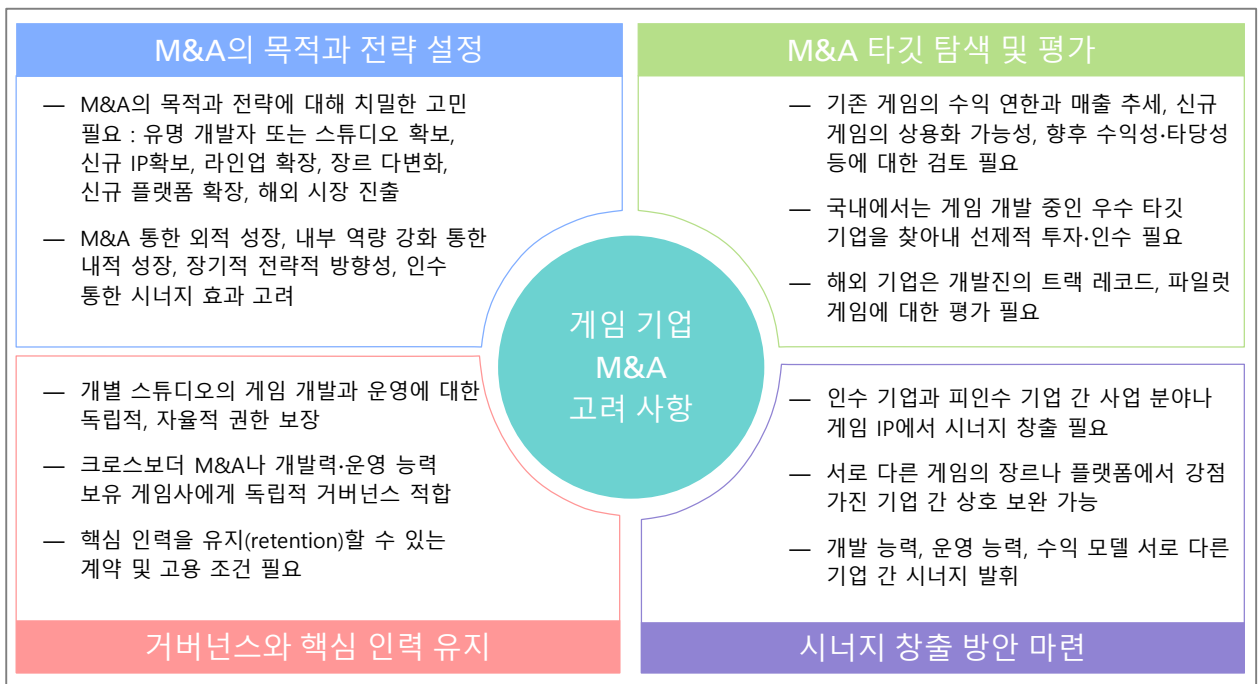 M&A의 목적과 전략 설정
— M&A의 목적과 전략에 대해 치밀한 고민
필요 : 유명 개발자 또는 스튜디오 확보,
신규 IP확보, 라인업 확장, 장르 다변화,
신규 플랫폼 확장, 해외 시장 진출
— M&A 통한 외적 성장, 내부 역량 강화 통한
내적 성장, 장기적 전략적 방향성, 인수
통한 시너지 효과 고려
M&A 타깃 탐색 및 평가
— 기존 게임의 수익 연한과 매출 추세, 신규
게임의 상용화 가능성, 향후 수익성·타당성
등에 대한 검토 필요
— 국내에서는 게임 개발 중인 우수 타깃
기업을 찾아내 선제적 투자·인수 필요
— 해외 기업은 개발진의 트랙 레코드, 파일럿
게임에 대한 평가 필요
게임 기업
M&A
고려 사항
— 개별 스튜디오의 게임 개발과 운영에 대한
독립적, 자율적 권한 보장
— 크로스보더 M&A나 개발력·운영 능력
보유 게임사에게 독립적 거버넌스 적합
— 핵심 인력을 유지(retention)할 수 있는
계약 및 고용 조건 필요
거버넌스와 핵심 인력 유지
— 인수 기업과 피인수 기업 간 사업 분야나
게임 IP에서 시너지 창출 필요
— 서로 다른 게임의 장르나 플랫폼에서 강점
가진 기업 간 상호 보완 가능
— 개발 능력, 운영 능력, 수익 모델 서로 다른
기업 간 시너지 발휘
시너지 창출 방안 마련